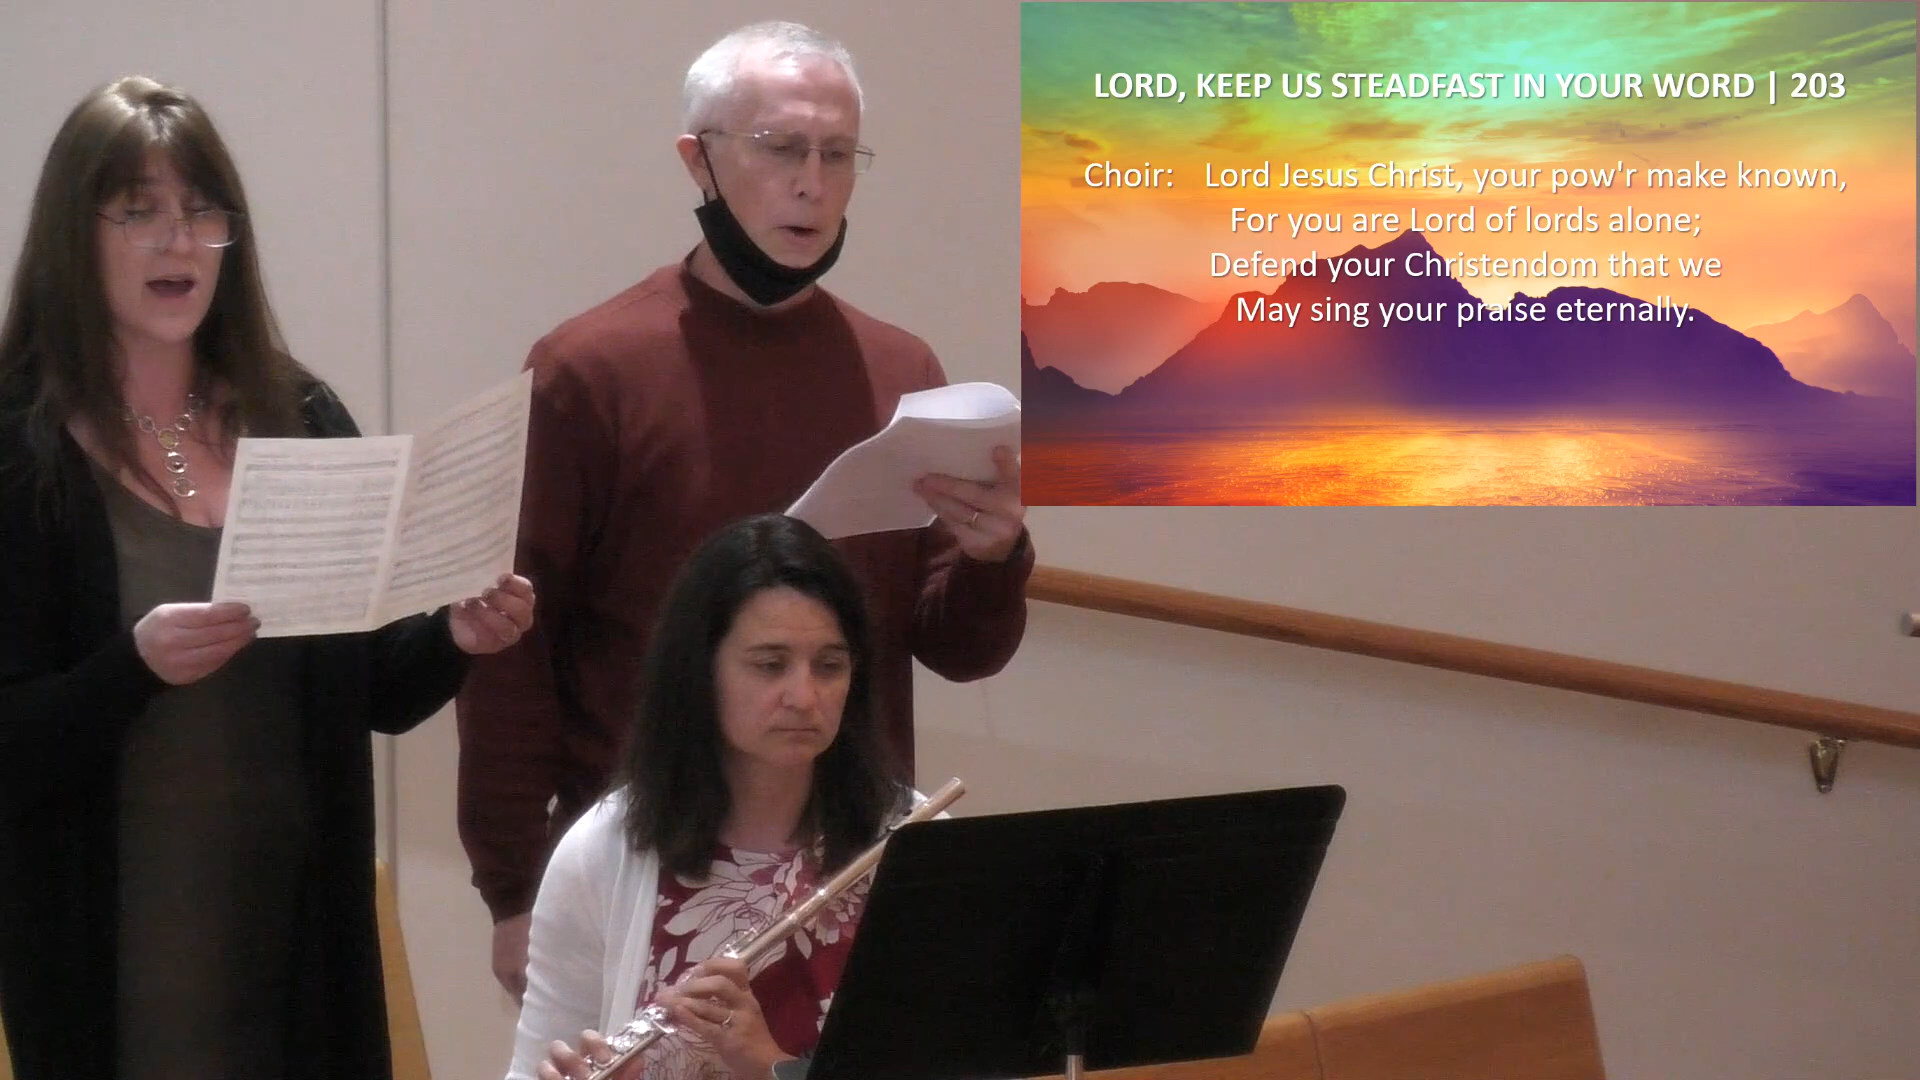 LORD, KEEP US STEADFAST IN YOUR WORD | 203
Choir: Lord Jesus Christ, your pow'r make known,
For you are Lord of lords alone;
Defend your Christendom that we
May sing your praise eternally.